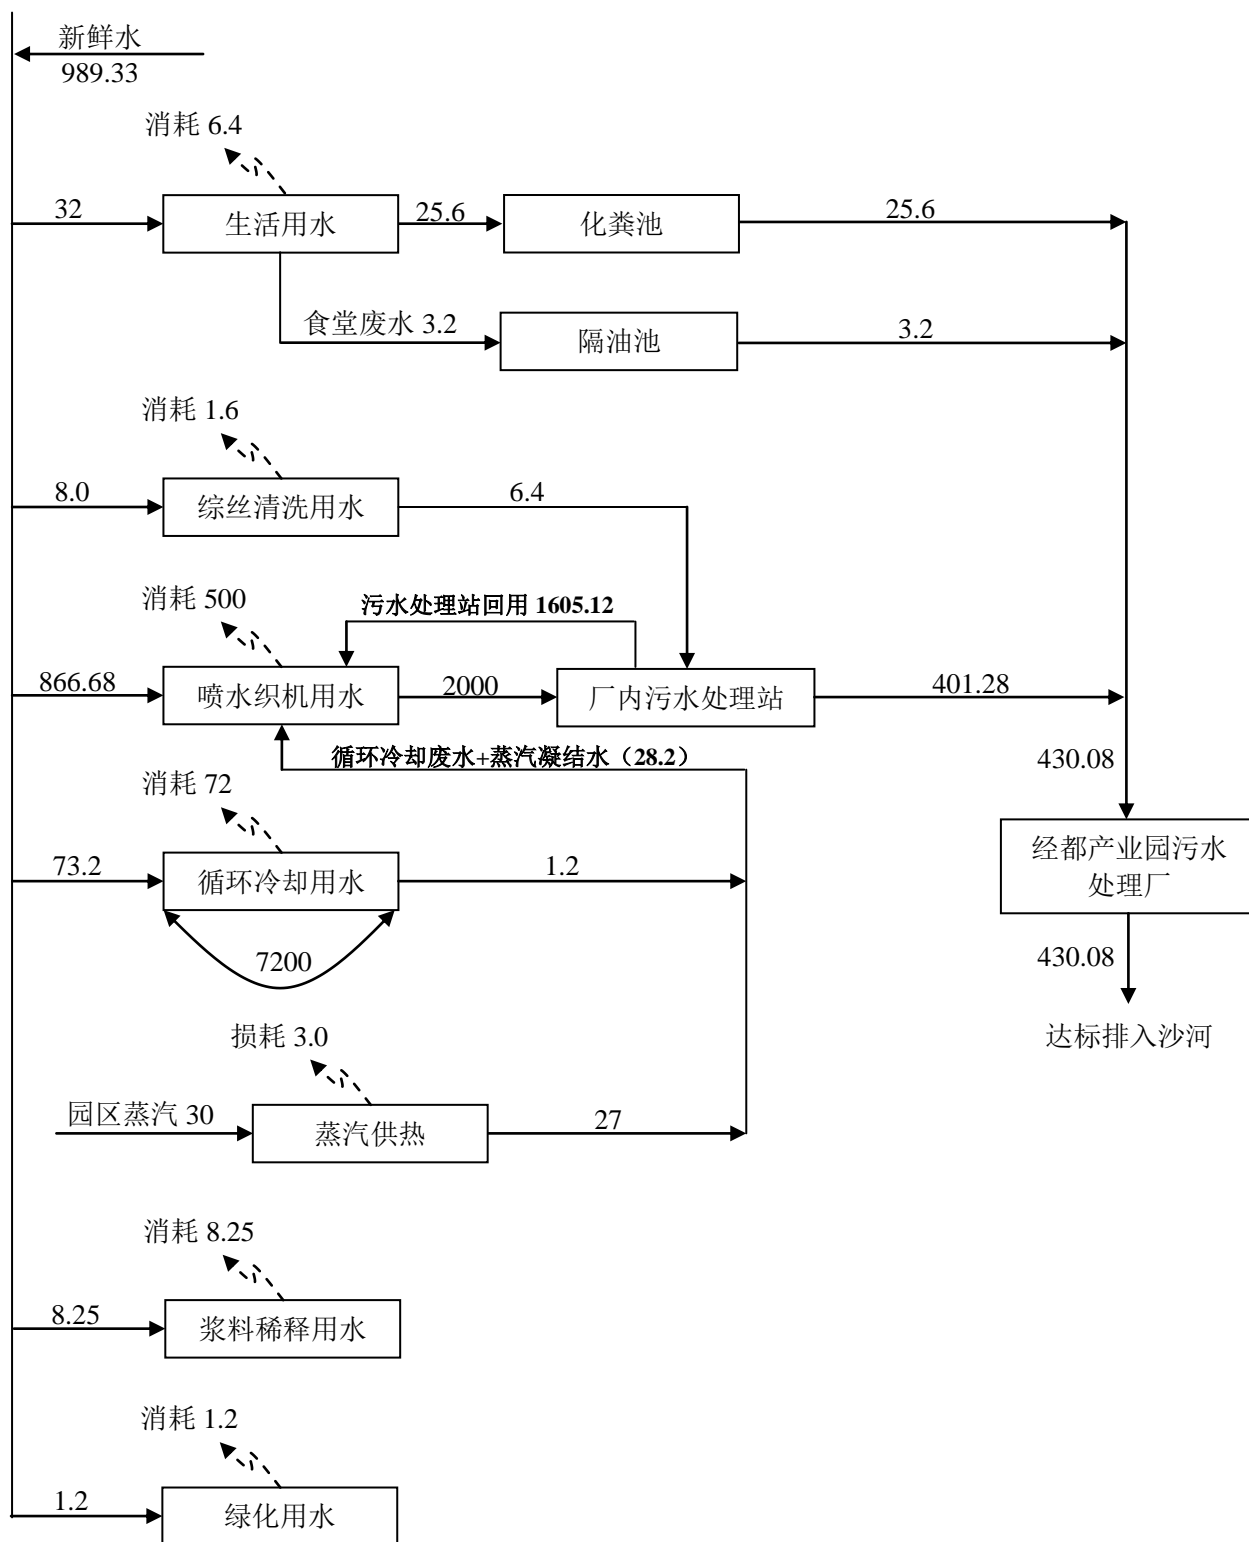 新鲜水
989.33
消耗 6.4
32
生活用水
25.6
化粪池
25.6
食堂废水 3.2
隔油池
3.2
消耗 1.6
8.0
综丝清洗用水
6.4
消耗 500
污水处理站回用 1605.12
866.68
喷水织机用水
2000
厂内污水处理站
401.28
循环冷却废水+蒸汽凝结水（28.2）
430.08
消耗 72
73.2
循环冷却用水
1.2
经都产业园污水
处理厂
7200
430.08
损耗 3.0
达标排入沙河
园区蒸汽 30
蒸汽供热
27
消耗 8.25
8.25
浆料稀释用水
消耗 1.2
1.2
绿化用水